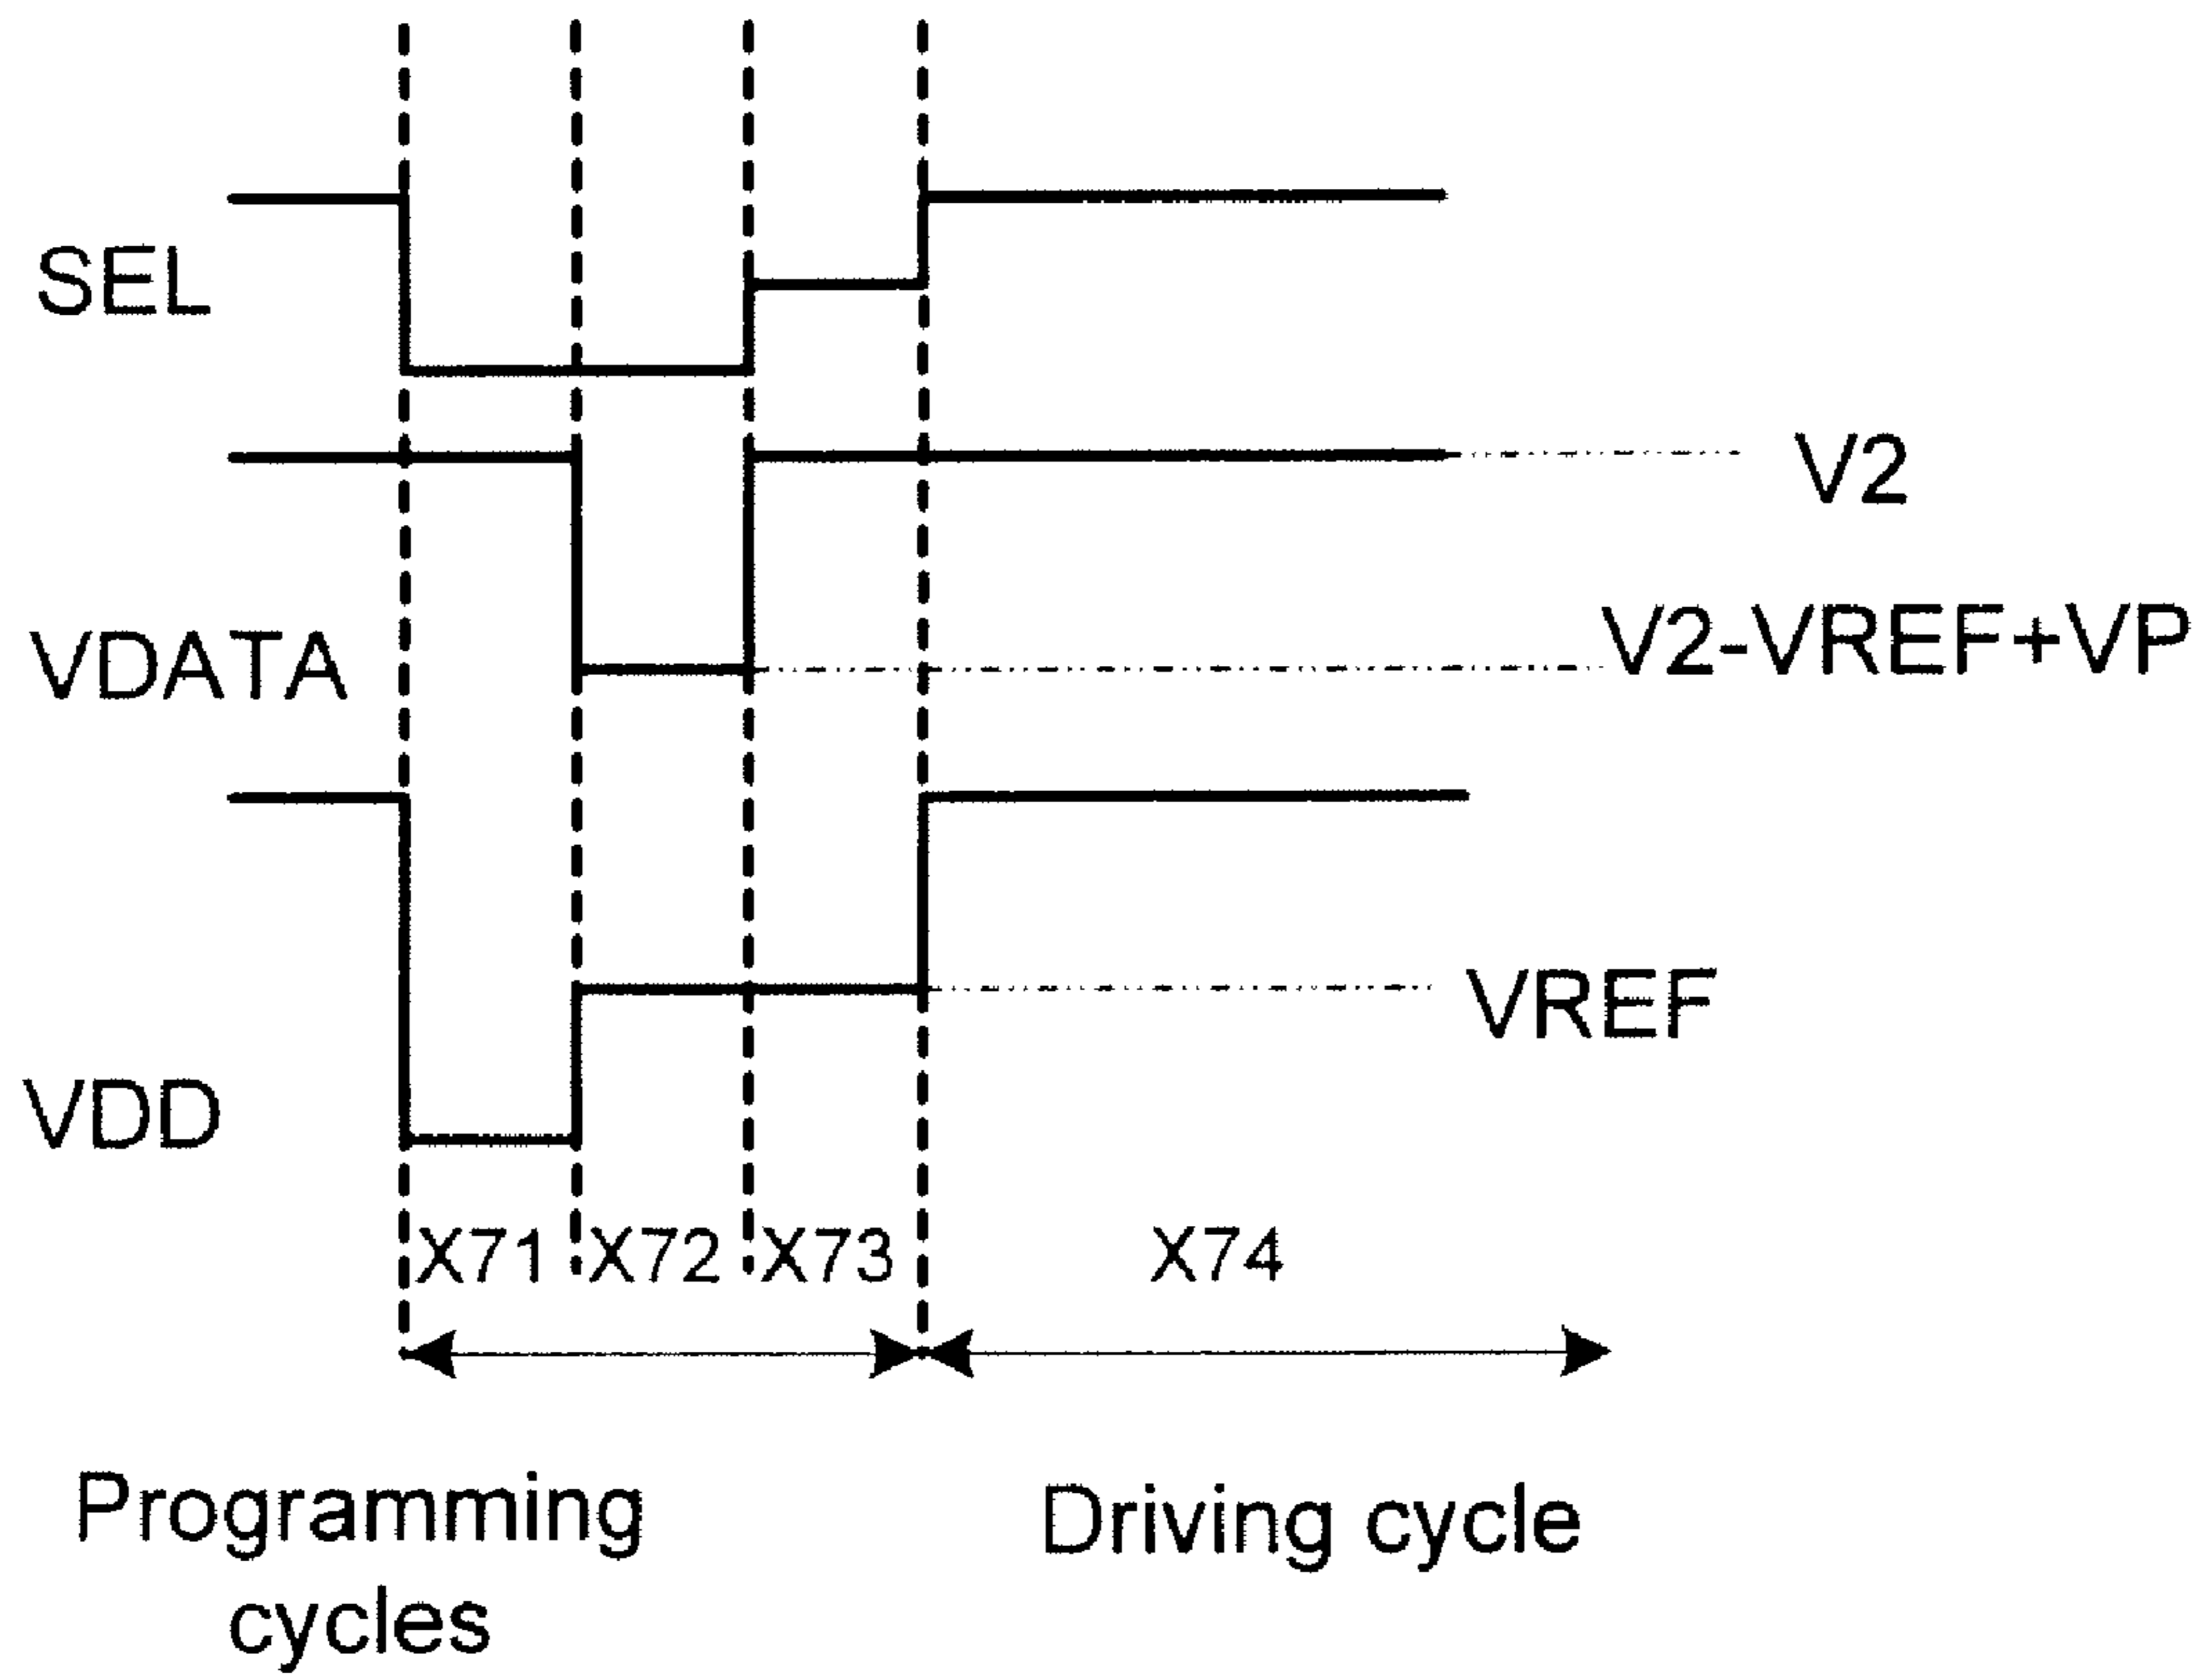 SEL
V2
VDATA
V2-VREF+VP
VREF
VDD
X71 X72 X73 X74
Programming
cycles
Driving cycle